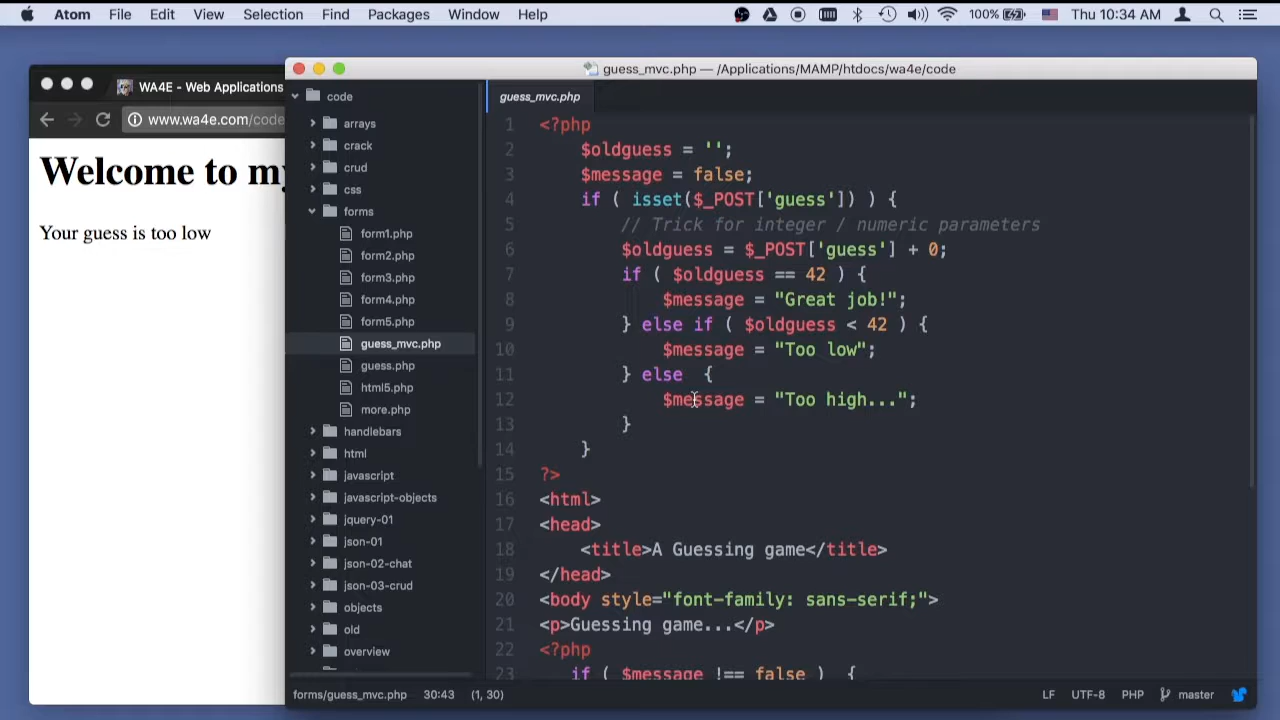 Atom File Edit View Selection Find Packages Window Help 100% Thu 10:34 AM
WA4E - Web Applications
www.wa4e.com/code
Welcome to my
Your guess is too low
guess_mvc.php — /Applications/MAMP/htdocs/wa4e/code
code
arrays
crack
crud
css
forms
form1.php
form2.php
form3.php
form4.php
form5.php
guess_mvc.php
guess.php
html5.php
more.php
handlebars
html
javascript
javascript-objects
jquery-01
json-01
json-02-chat
json-03-crud
objects
old
overview
guess_mvc.php
1 <?php
2 $oldguess = '';
3 $message = false;
4 if ( isset($_POST['guess']) ) {
5 // Trick for integer / numeric parameters
6 $oldguess = $_POST['guess'] + 0;
7 if ( $oldguess == 42 ) {
8 $message = "Great job!";
9 } else if ( $oldguess < 42 ) {
10 $message = "Too low";
11 } else {
12 $message = "Too high...";
13 }
14 }
15 ?>
16 <html>
17 <head>
18 <title>A Guessing game</title>
19 </head>
20 <body style="font-family: sans-serif;">
21 <p>Guessing game...</p>
22 <?php
23 if ( $message !== false ) {
forms/guess_mvc.php 30:43 (1, 30) LF UTF-8 PHP master